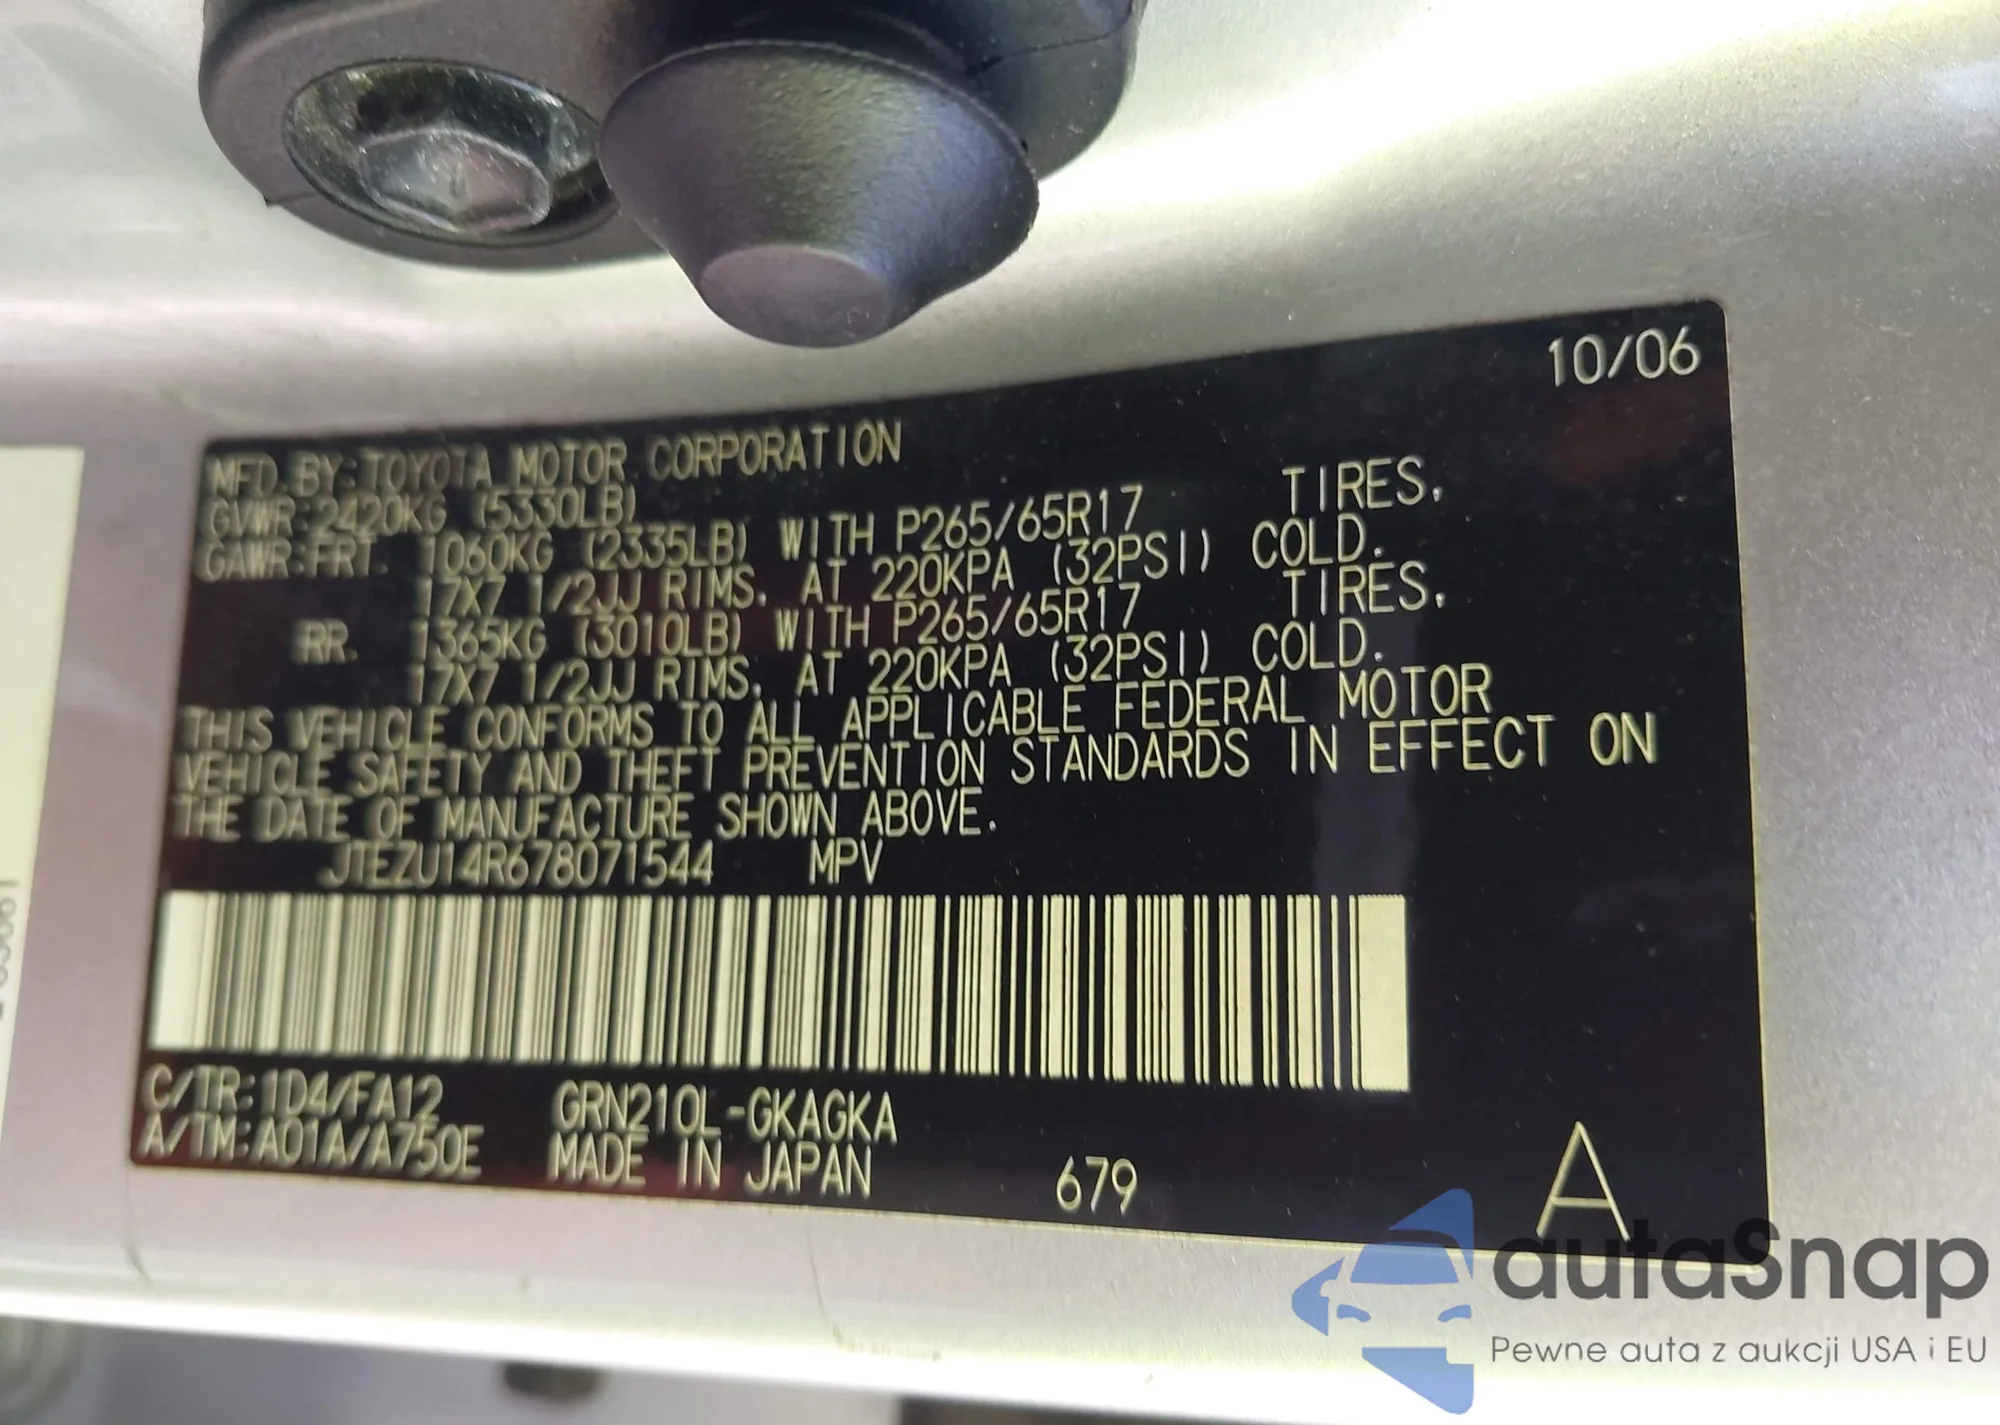 10/06
MFD.BY:TOYOTA MOTOR CORPORATION
GVWR:2420KG (5330LB)
GAWR:FRT. 1060KG (2335LB) WITH P265/65R17 TIRES.
17X7 1/2JJ RIMS. AT 220KPA (32PSI) COLD.
RR. 1365KG (3010LB) WITH P265/65R17 TIRES.
17X7 1/2JJ RIMS. AT 220KPA (32PSI) COLD.
THIS VEHICLE CONFORMS TO ALL APPLICABLE FEDERAL MOTOR
VEHICLE SAFETY AND THEFT PREVENTION STANDARDS IN EFFECT ON
THE DATE OF MANUFACTURE SHOWN ABOVE.
JTEZU14R678071544 MPV
C/TR:1D4/FA12 GRN210L-GKAGKA
A/TM:A01A/A750E MADE IN JAPAN 679 A
autaSnap
Pewne auta z aukcji USA i EU